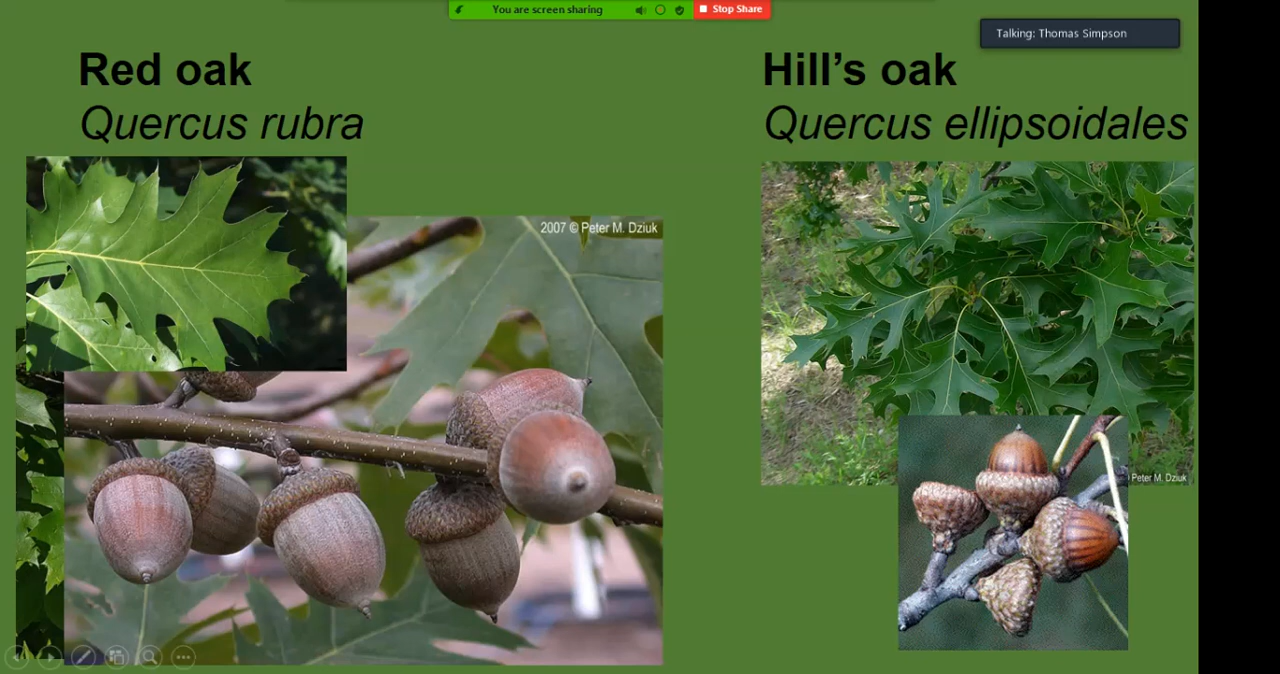 You are screen sharing
Stop Share
Talking: Thomas Simpson
Red oak
Quercus rubra
Hill’s oak
Quercus ellipsoidales
2007 © Peter M. Dziuk
Peter M. Dziuk